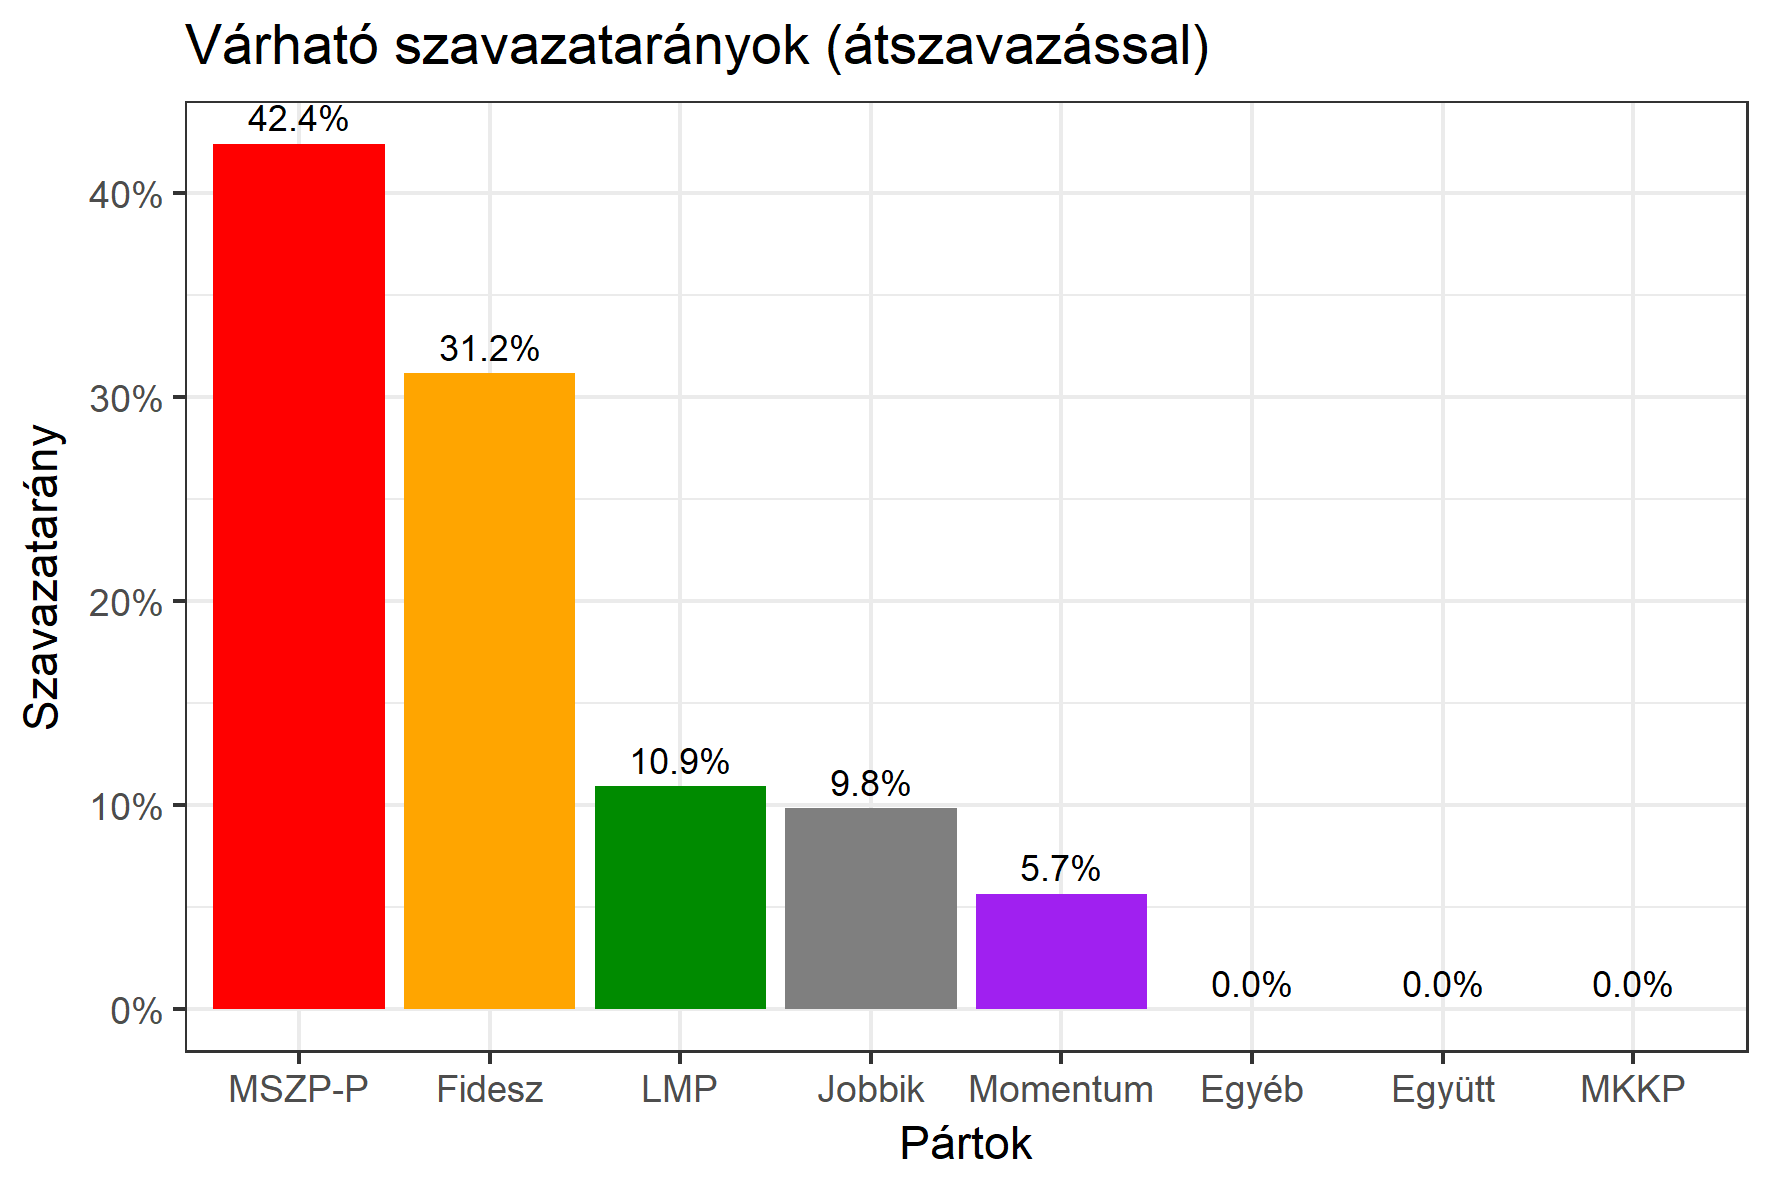 Várható szavazatarányok (átszavazással)
42.4%
31.2%
10.9%
9.8%
5.7%
0.0%
0.0%
0.0%
40%
30%
20%
10%
0%
Szavazatarány
MSZP-P
Fidesz
LMP
Jobbik
Momentum
Egyéb
Együtt
MKKP
Pártok